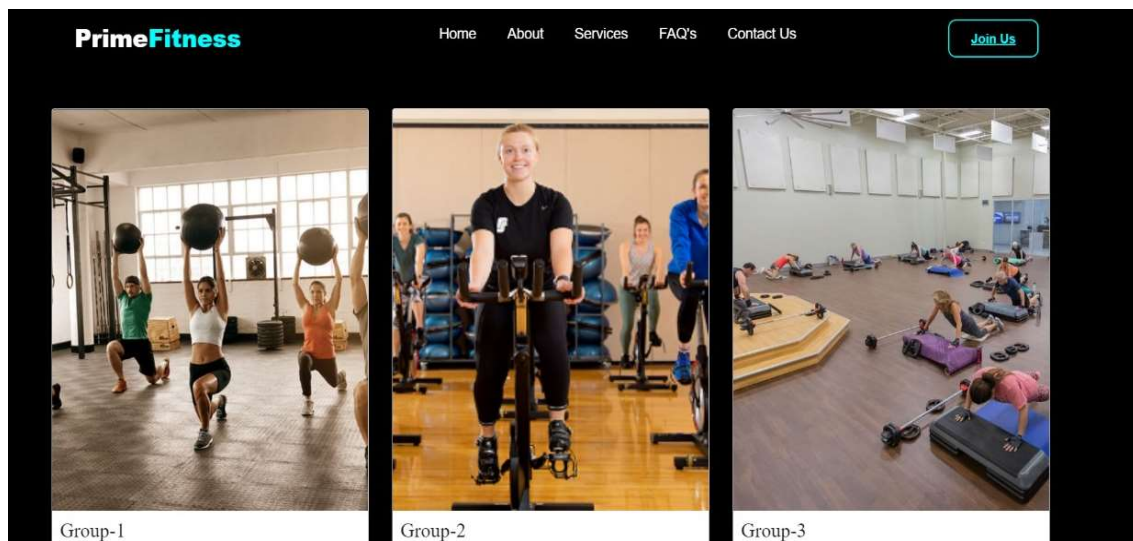 PrimeFitness
Home About Services FAQ's Contact Us
Join Us
Group-1
Group-2
Group-3